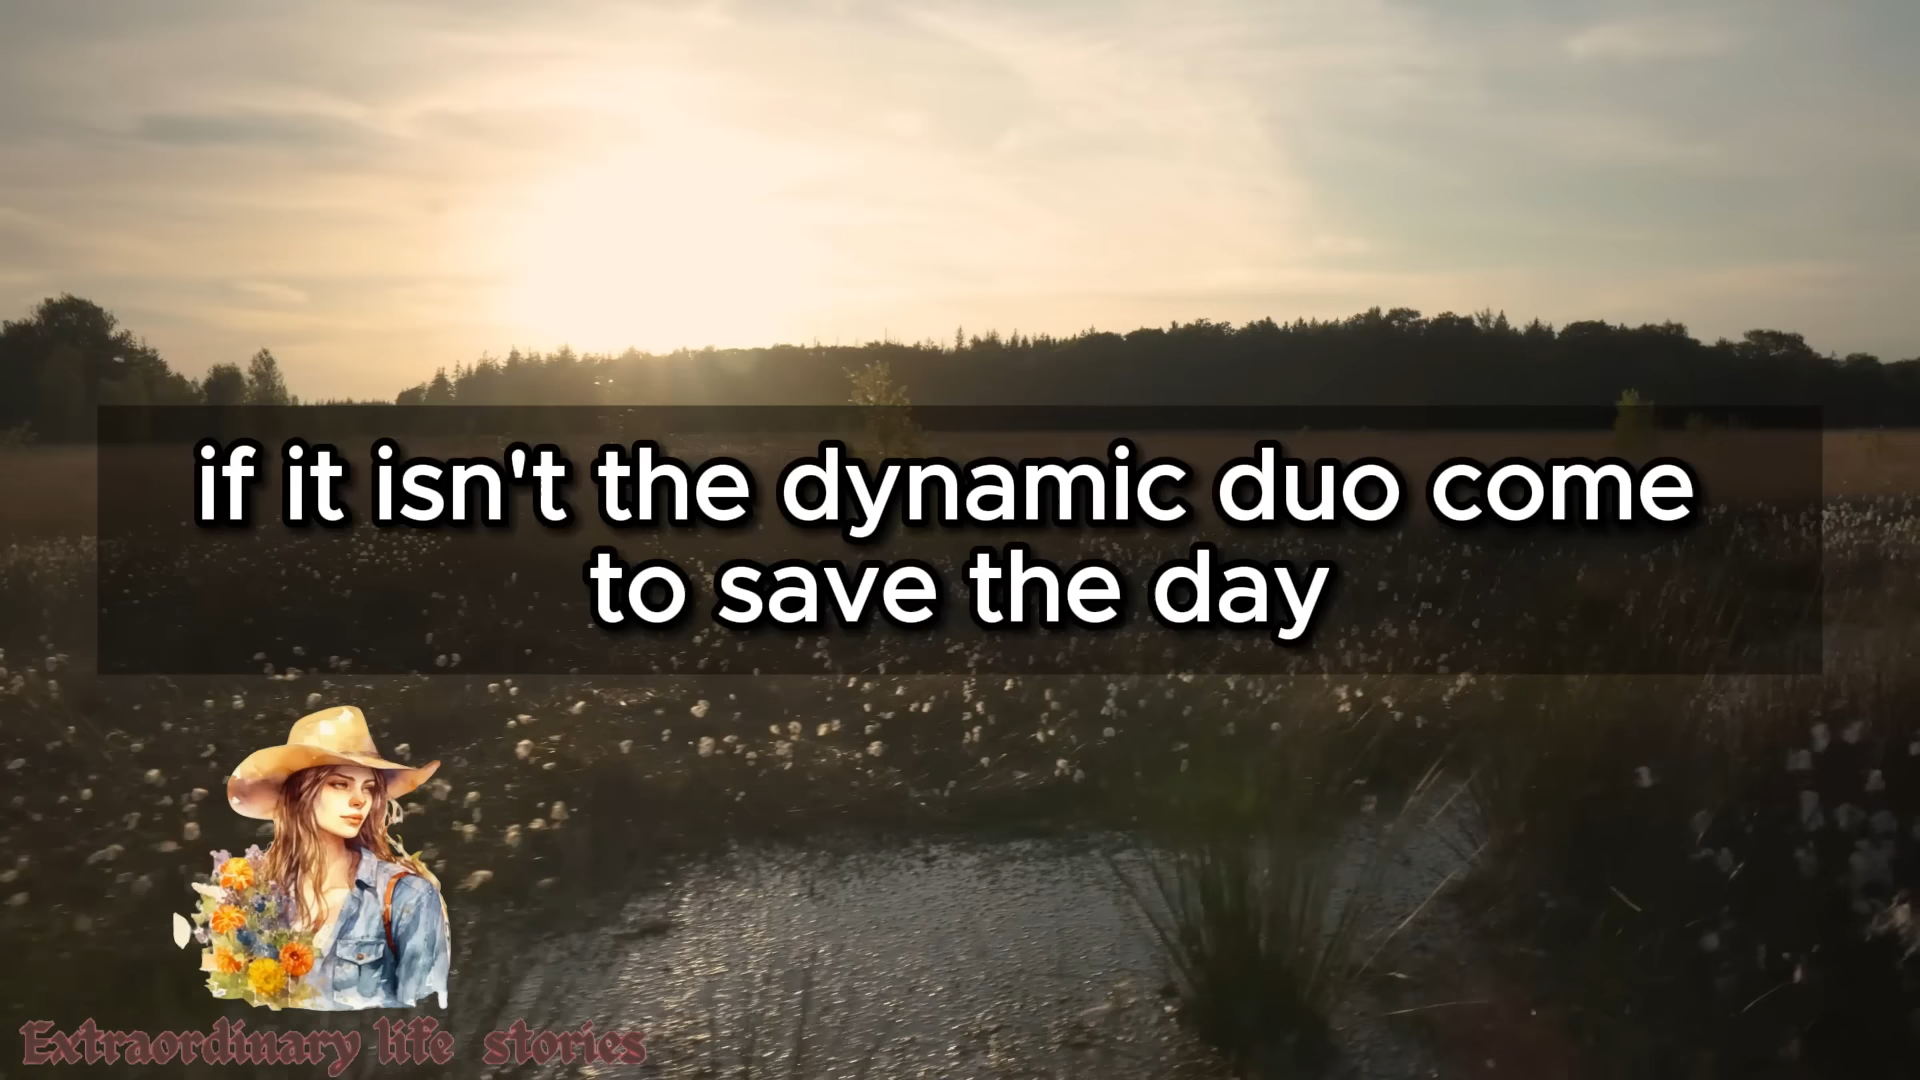 if it isn't the dynamic duo come
to save the day
Extraordinary life stories